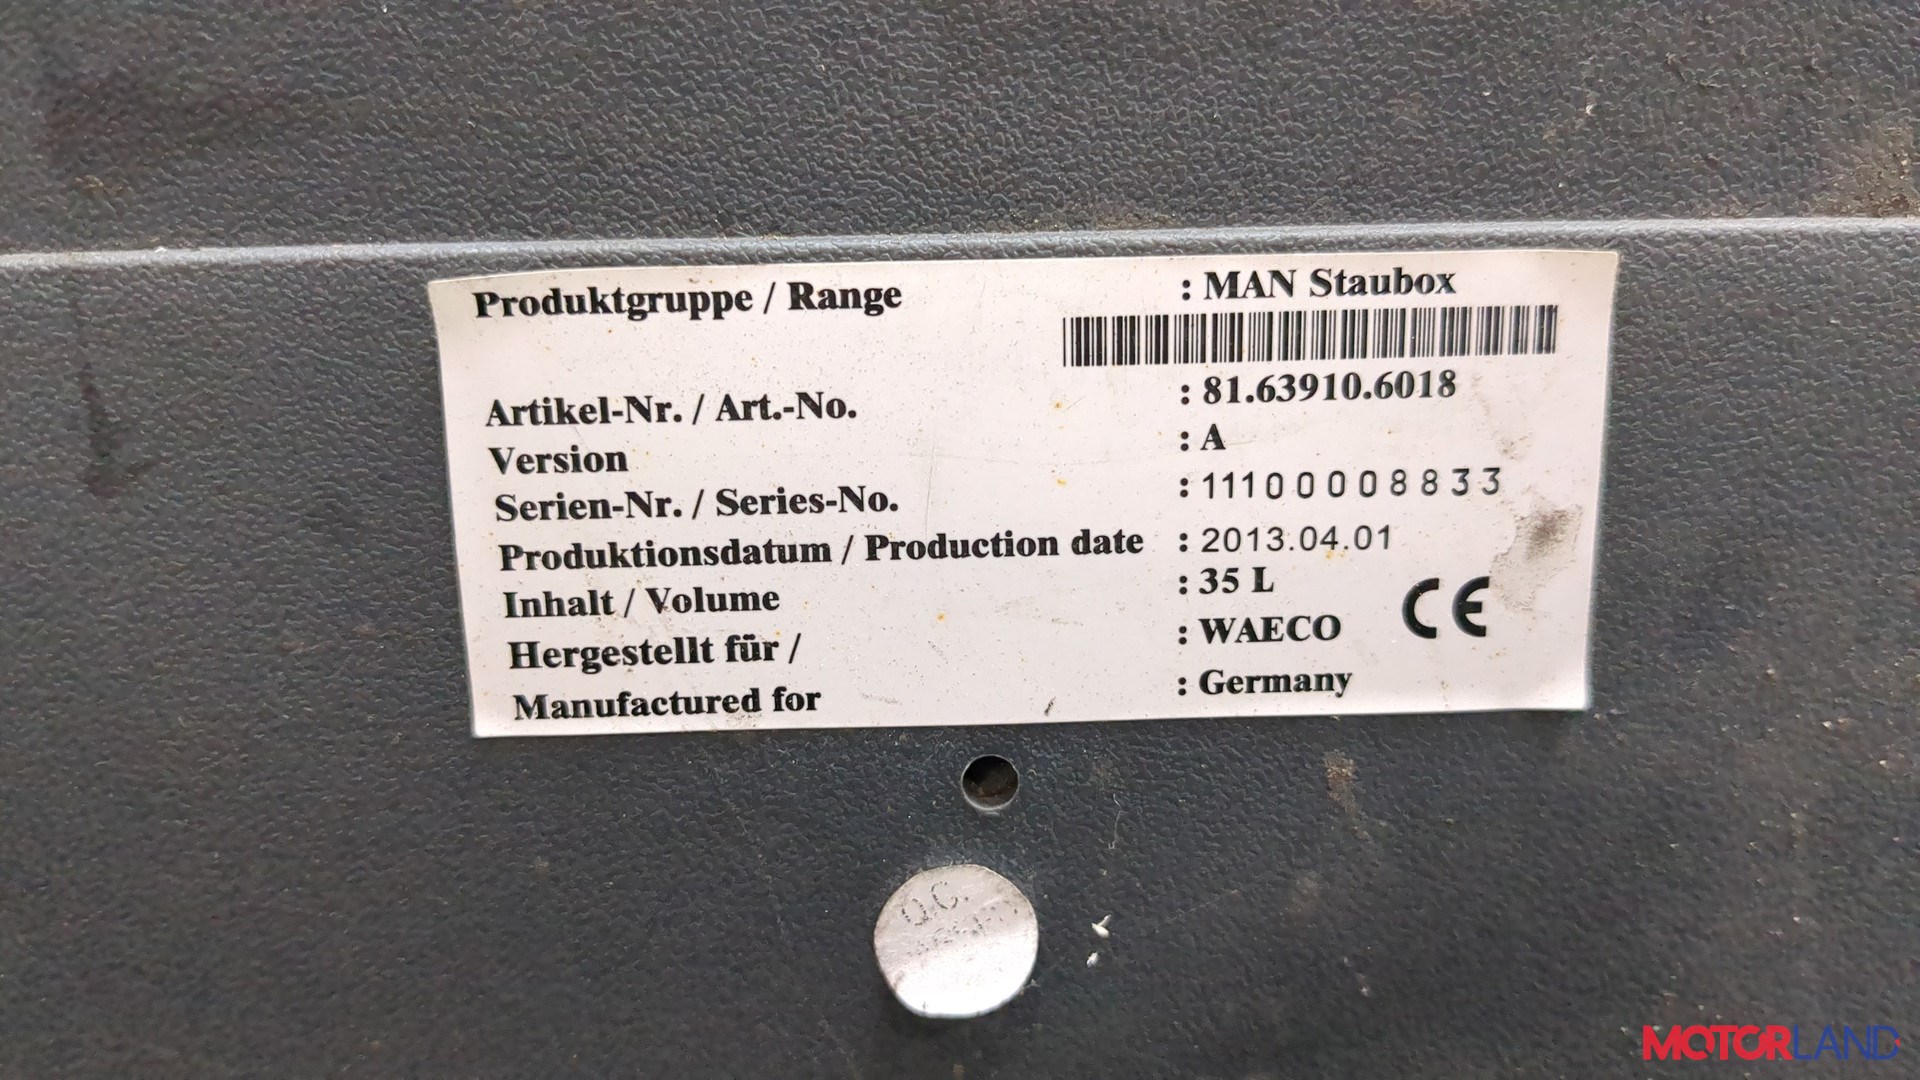 Produktgruppe / Range : MAN Staubox
Artikel-Nr. / Art.-No. : 81.63910.6018
Version : A
Serien-Nr. / Series-No. : 11100008833
Produktionsdatum / Production date : 2013.04.01
Inhalt / Volume : 35 L
Hergestellt für / : WAECO
CE
Manufactured for : Germany
Q.C.
MOTORLAND